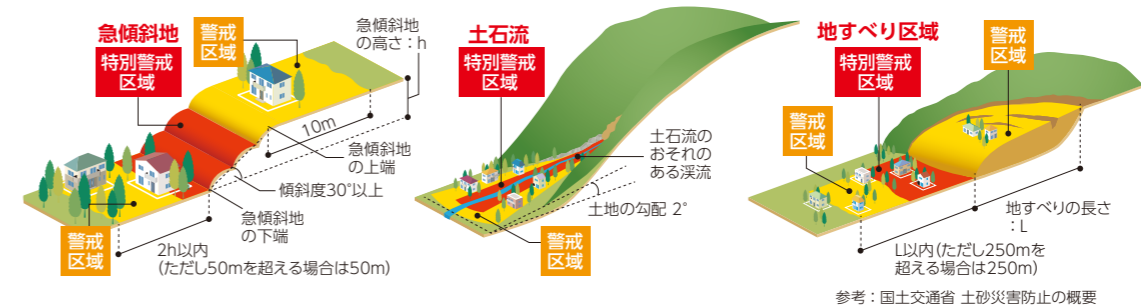 急傾斜地
特別警戒
区域
警戒
区域
急傾斜地
の高さ：h
10m
急傾斜地
の上端
傾斜度30°以上
急傾斜地
の下端
警戒
区域
2h以内
（ただし50mを超える場合は50m）
土石流
特別警戒
区域
土石流の
おそれの
ある渓流
土地の勾配 2°
警戒
区域
地すべり区域
特別警戒
区域
警戒
区域
警戒
区域
地すべりの長さ
：L
L以内（ただし250mを
超える場合は250m）
参考：国土交通省 土砂災害防止の概要